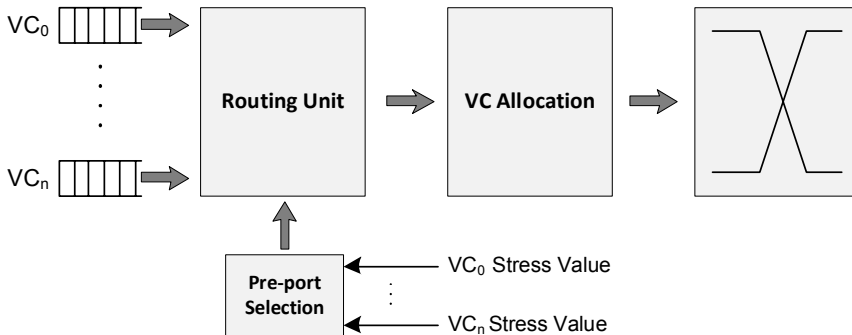 VC0
Routing Unit
VC Allocation
VCn
Pre-port
Selection
VC0 Stress Value
VCn Stress Value